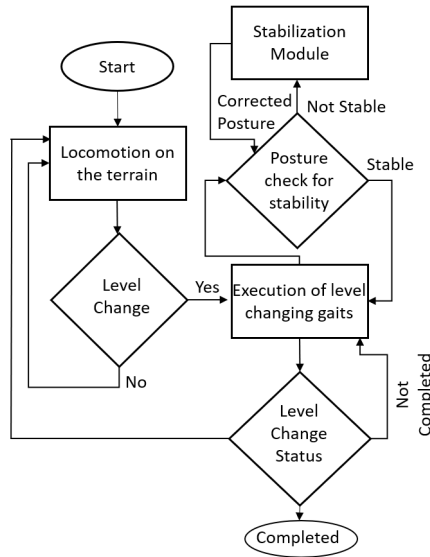 Start
Locomotion on
the terrain
Level
Change
Yes
No
Stabilization
Module
Corrected
Posture
Not Stable
Posture
check for
stability
Stable
Execution of level
changing gaits
Level
Change
Status
Not
Completed
Completed